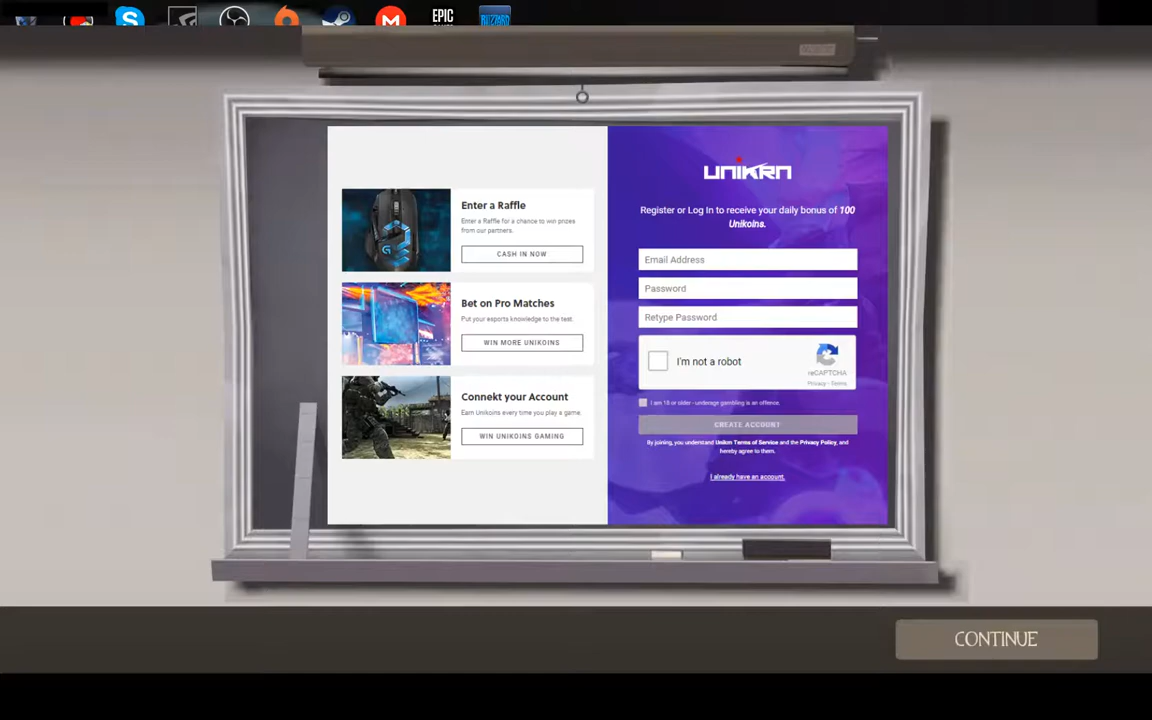 EPIC
BLIZZARD
UNIKRN
Register or Log In to receive your daily bonus of 100
Unikoins.
Enter a Raffle
Enter a Raffle for a chance to win prizes
from our partners.
CASH IN NOW
Bet on Pro Matches
Put your esports knowledge to the test.
WIN MORE UNIKOINS
Connekt your Account
Earn Unikoins every time you play a game.
WIN UNIKOINS GAMING
Email Address
Password
Retype Password
I'm not a robot
reCAPTCHA
Privacy - Terms
I am 18 or older - underage gambling is an offence.
CREATE ACCOUNT
By joining, you understand Unikrn Terms of Service and the Privacy Policy, and
hereby agree to them.
I already have an account.
CONTINUE